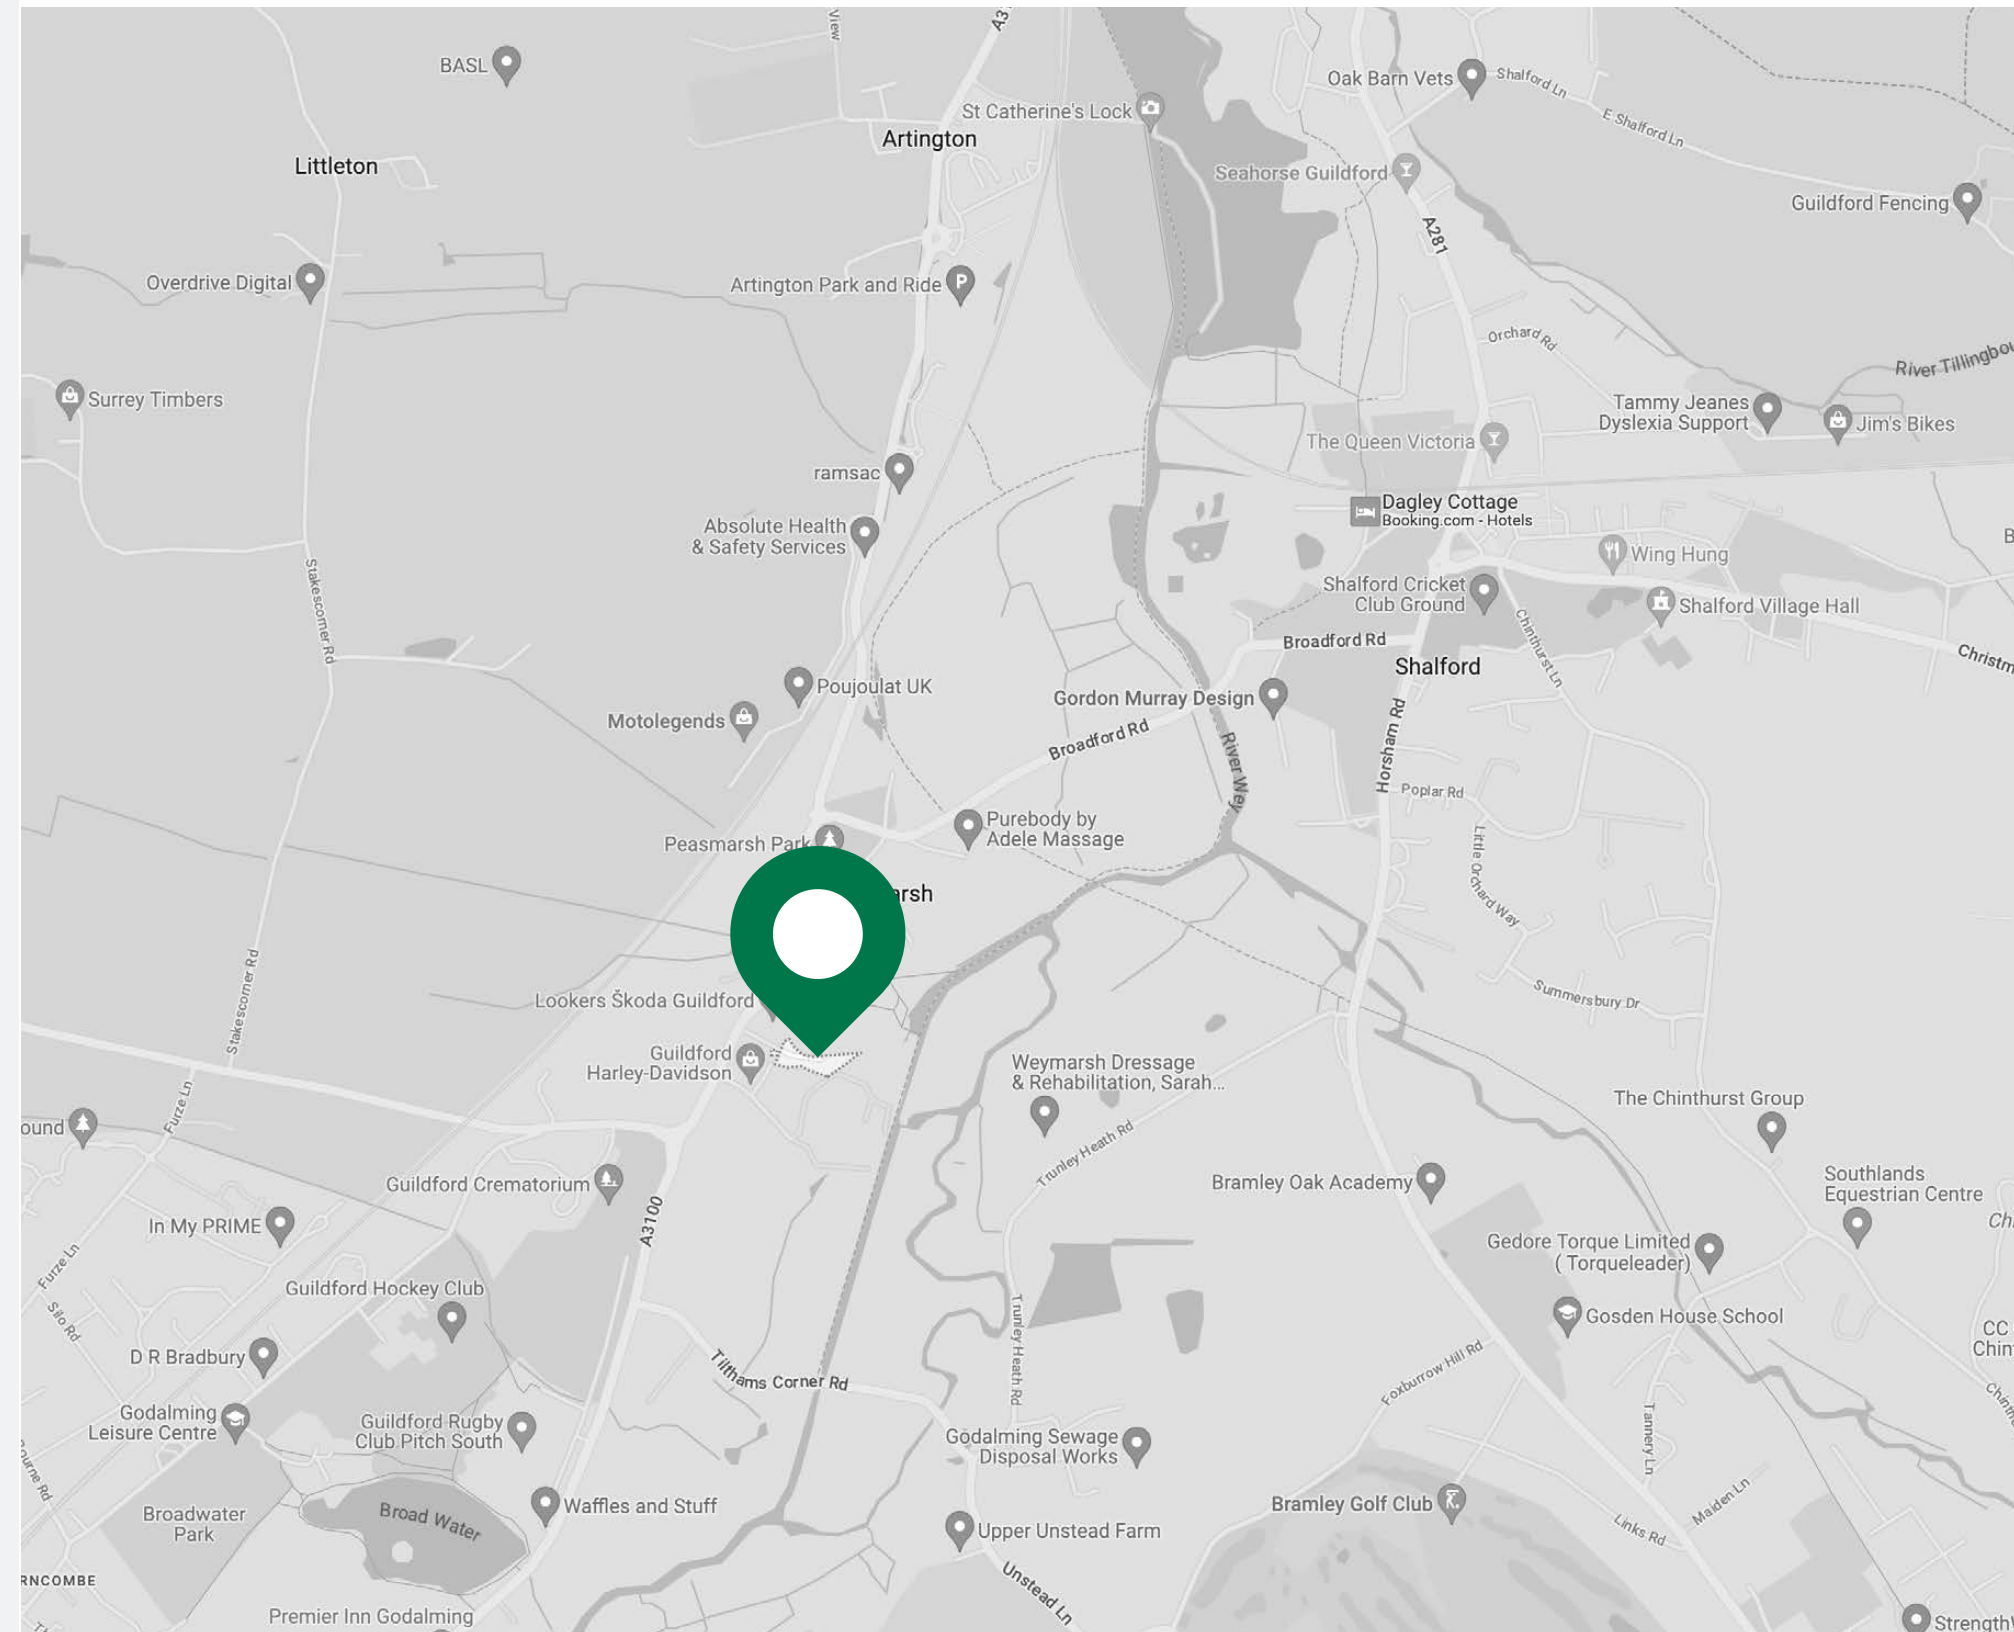 View
A31
BASL
Oak Barn Vets
Shalford Ln
St Catherine's Lock
E Shalford Ln
Artington
Littleton
Seahorse Guildford
Guildford Fencing
A281
Overdrive Digital
Artington Park and Ride
P
Orchard Rd
River Tillingbou
Surrey Timbers
Tammy Jeanes
Dyslexia Support
Jim's Bikes
The Queen Victoria
ramsac
Dagley Cottage
Booking.com - Hotels
Absolute Health
& Safety Services
B
Wing Hung
Stakescorner Rd
Shalford Cricket
Club Ground
Shalford Village Hall
Chinthurst Ln
Broadford Rd
Christm
Shalford
Poujoulat UK
Gordon Murray Design
Motolegends
Horsham Rd
Broadford Rd
River Wey
Poplar Rd
Purebody by
Adele Massage
Peasmarsh Park
Little Orchard Way
arsh
Stakescorner Rd
Summersbury Dr
Lookers Škoda Guildford
Guildford
Harley-Davidson
Weymarsh Dressage
& Rehabilitation, Sarah...
Furze Ln
The Chinthurst Group
ound
Trunley Heath Rd
Guildford Crematorium
Bramley Oak Academy
Southlands
Equestrian Centre
In My PRIME
A3100
Ch
Gedore Torque Limited
( Torqueleader)
Furze Ln
Guildford Hockey Club
Silo Rd
Trunley Heath Rd
Gosden House School
CC
Chin
D R Bradbury
Tilthams Corner Rd
Foxburrow Hill Rd
Chinth
Godalming
Leisure Centre
Guildford Rugby
Club Pitch South
Tannery Ln
Godalming Sewage
Disposal Works
ourne Rd
Waffles and Stuff
Bramley Golf Club
Maiden Ln
Broadwater
Park
Broad Water
Upper Unstead Farm
Links Rd
RNCOMBE
Unstead Ln
Premier Inn Godalming
Strength